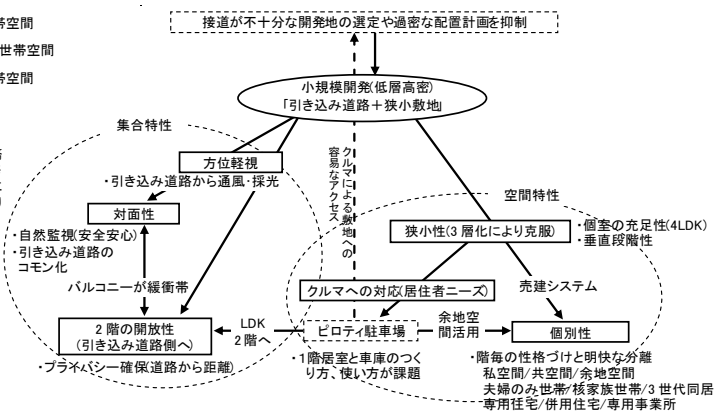 帯空間
世帯空間
帯空間
接道が不十分な開発地の選定や過密な配置計画を抑制
小規模開発(低層高密)
「引き込み道路+狭小敷地」
集合特性
方位軽視
・引き込み道路から通風・採光
対面性
・自然監視(安全安心)
・引き込み道路の
コモン化
バルコニーが緩衝帯
2階の開放性
(引き込み道路側へ)
・プライバシー確保(道路から距離)
クルマによる敷地への
容易なアクセス
空間特性
狭小性(3層化により克服)
・個室の充足性(4LDK)
・垂直段階性
クルマへの対応(居住者ニーズ)
売建システム
LDK
2階へ
ピロティ駐車場
余地空
間活用
個別性
・1階居室と車庫のつく
り方、使い方が課題
・階毎の性格づけと明快な分離
私空間/共空間/余地空間
夫婦のみ世帯/核家族世帯/3世代同居
専用住宅/併用住宅/専用事業所